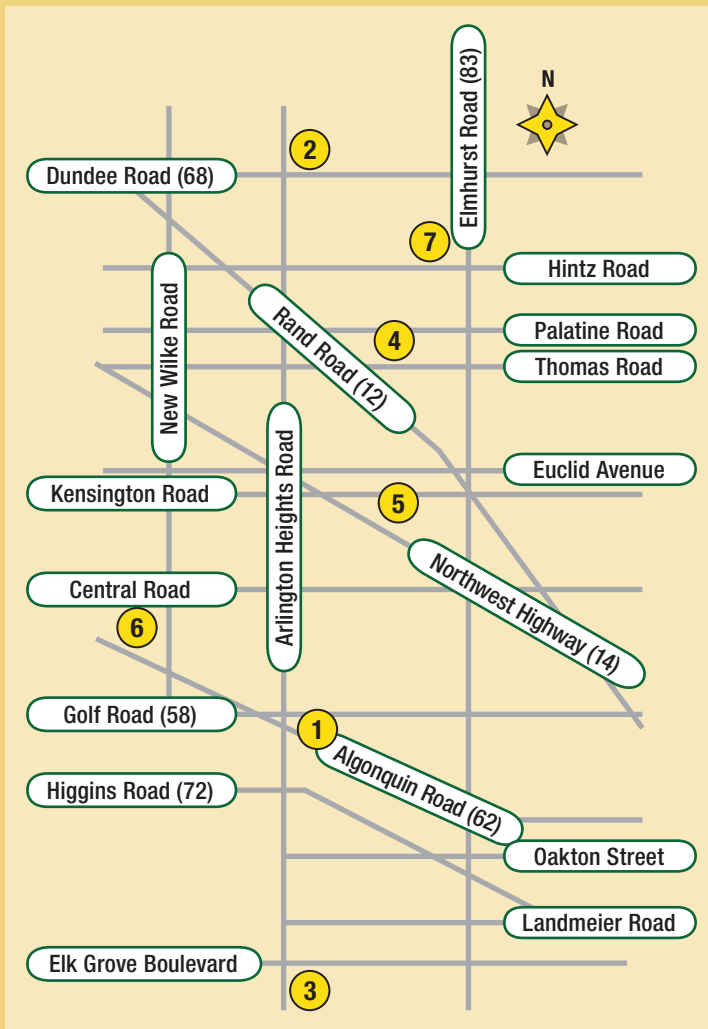 Elmhurst Road (83)
N
2
Dundee Road (68)
7
Hintz Road
New Wilke Road
Rand Road (12)
4
Palatine Road
Thomas Road
Arlington Heights Road
Euclid Avenue
Kensington Road
5
Northwest Highway (14)
Central Road
6
Golf Road (58)
1
Algonquin Road (62)
Higgins Road (72)
Oakton Street
Landmeier Road
Elk Grove Boulevard
3